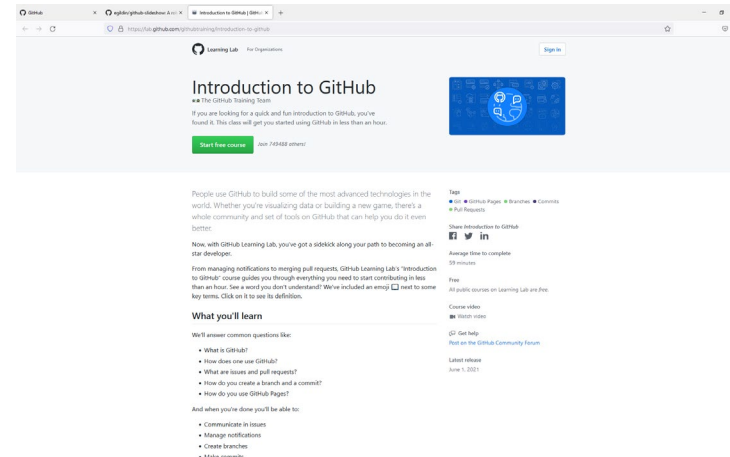 GitHub
Introduction to GitHub | GitHu
https://lab.github.com/githubtraining/introduction-to-github
Learning Lab
For Organizations
Sign in
Introduction to GitHub
The GitHub Training Team
If you are looking for a quick and fun introduction to GitHub, you've
found it. This class will get you started using GitHub in less than an hour.
Start free course
Join 749468 others!
People use GitHub to build some of the most advanced technologies in the
world. Whether you're visualizing data or building a new game, there's a
whole community and set of tools on GitHub that can help you do it even
better.
Now, with GitHub Learning Lab, you've got a sidekick along your path to becoming an all-
star developer.
From managing notifications to merging pull requests, GitHub Learning Lab's "Introduction
to GitHub" course guides you through everything you need to start contributing in less
than an hour. See a word you don't understand? We've included an emoji 📖 next to some
key terms. Click on it to see its definition.
What you'll learn
We'll answer common questions like:
• What is GitHub?
• How does one use GitHub?
• What are issues and pull requests?
• How do you create a branch and a commit?
• How do you use GitHub Pages?
And when you're done you'll be able to:
• Communicate in issues
• Manage notifications
• Create branches
• Make commits
Tags
Git GitHub Pages Branches Commits
Pull Requests
Share Introduction to GitHub
Average time to complete
59 minutes
Free
All public courses on Learning Lab are free.
Course video
Watch video
Get help
Post on the GitHub Community Forum
Latest release
June 1, 2021